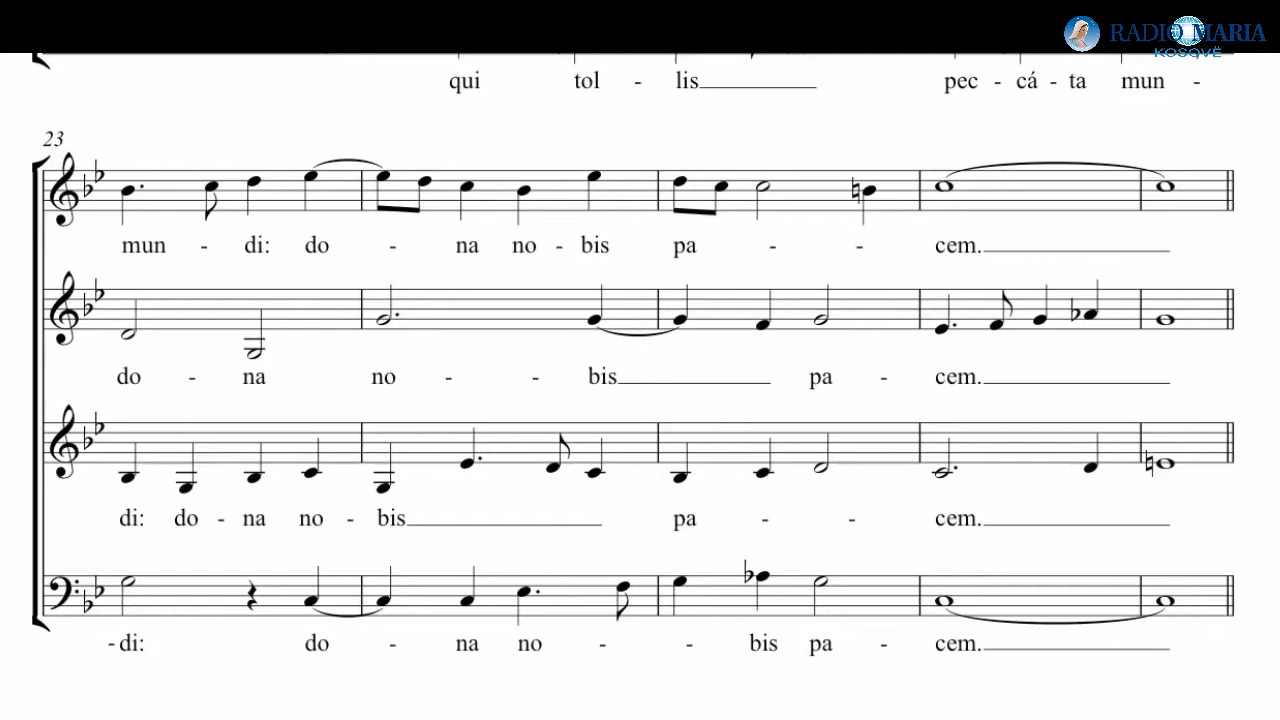 RADIO MARIA
KOSOVË
qui tol - lis pec - cá - ta mun -
23
mun - di: do - na no - bis pa - - - cem.
do - na no - - bis pa - cem.
di: do - na no - bis pa - - cem.
- di: do - na no - - bis pa - cem.